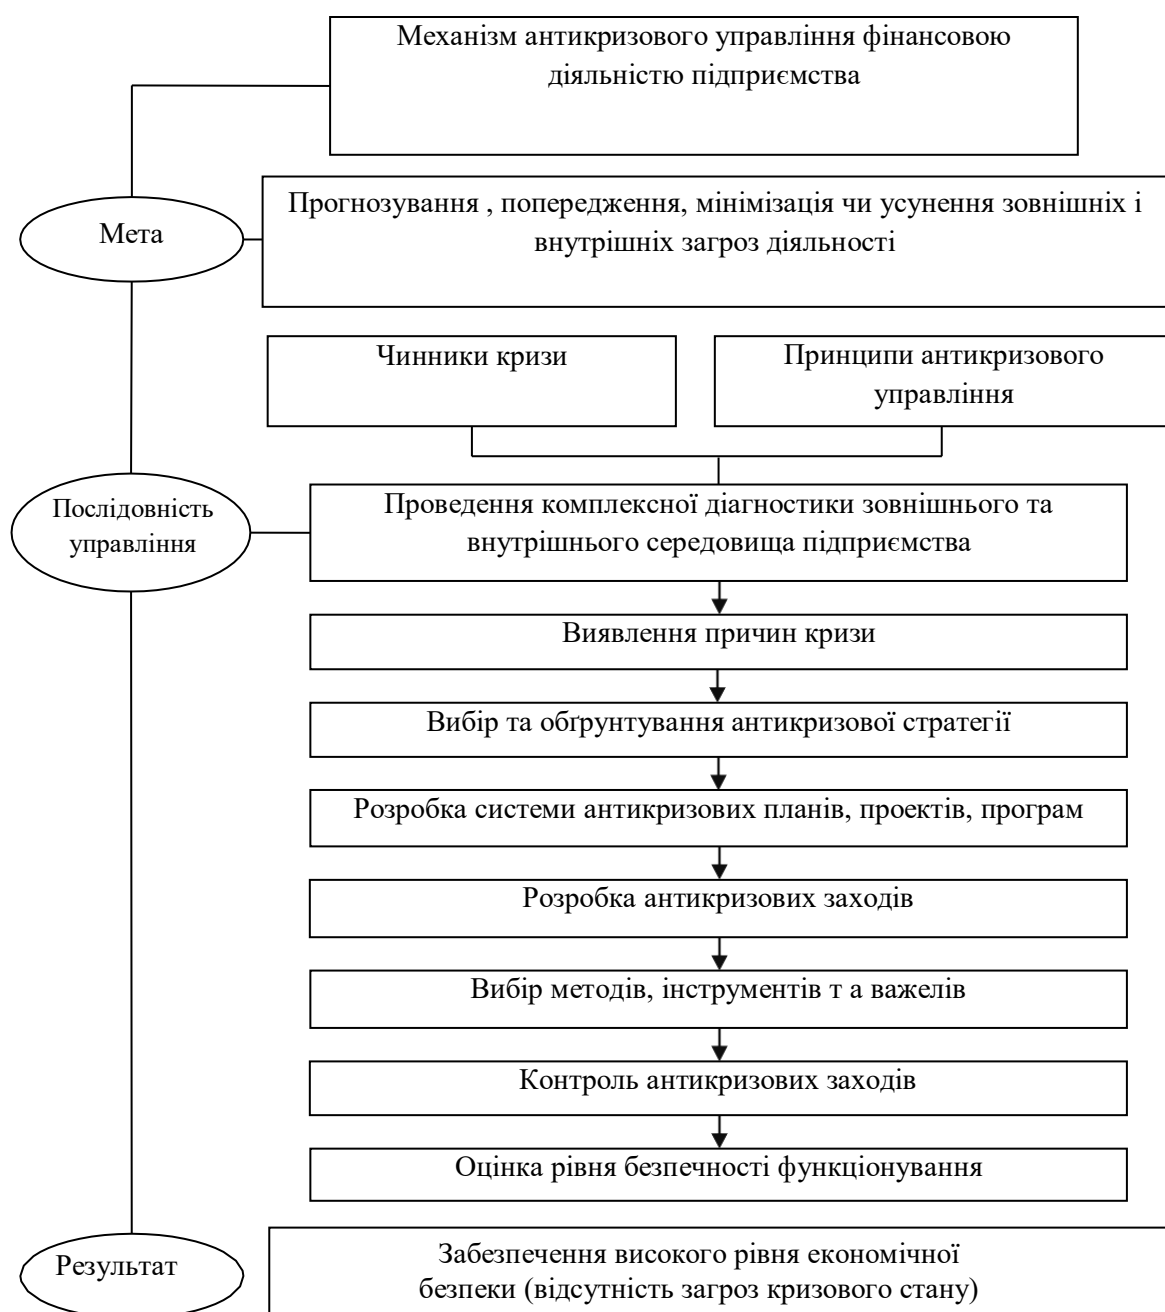 Механізм антикризового управління фінансовою
діяльністю підприємства
Мета
Прогнозування , попередження, мінімізація чи усунення зовнішніх і
внутрішніх загроз діяльності
Чинники кризи
Принципи антикризового
управління
Послідовність
управління
Проведення комплексної діагностики зовнішнього та
внутрішнього середовища підприємства
Виявлення причин кризи
Вибір та обґрунтування антикризової стратегії
Розробка системи антикризових планів, проектів, програм
Розробка антикризових заходів
Вибір методів, інструментів т а важелів
Контроль антикризових заходів
Оцінка рівня безпечності функціонування
Результат
Забезпечення високого рівня економічної
безпеки (відсутність загроз кризового стану)